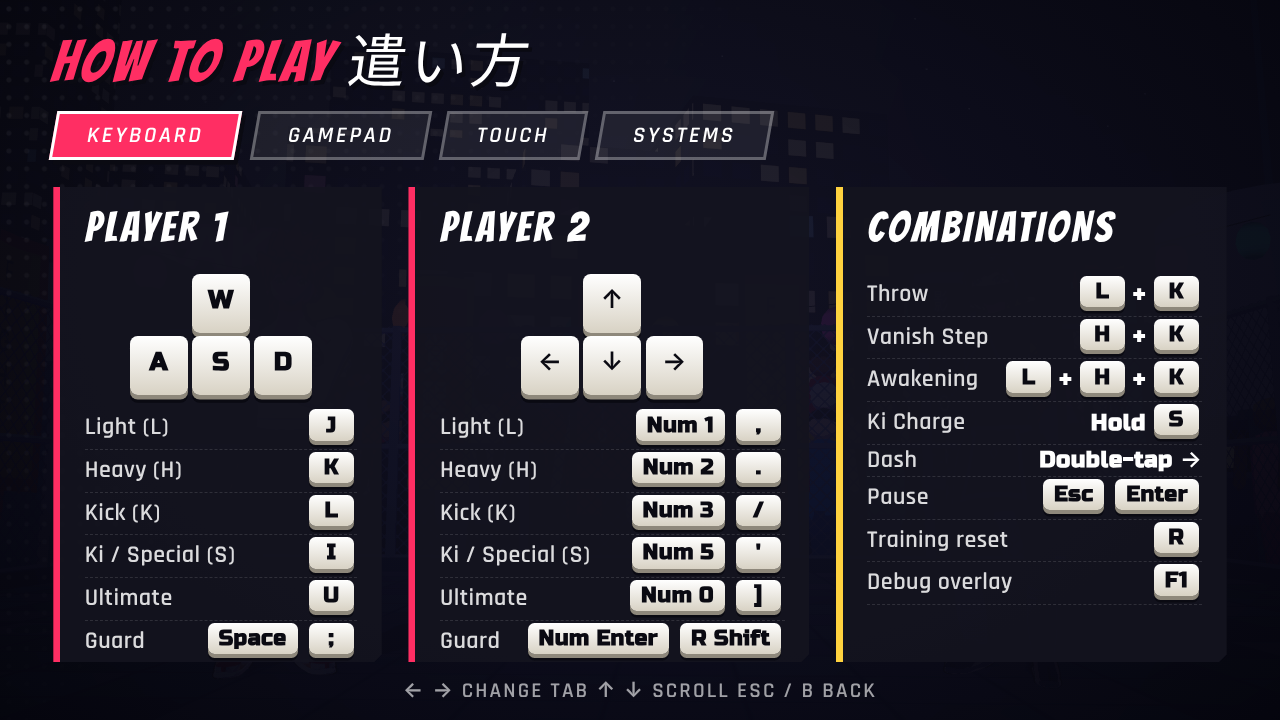 HOW TO PLAY 遣い方
KEYBOARD
GAMEPAD
TOUCH
SYSTEMS
PLAYER 1
W
A S D
Light (L) J
Heavy (H) K
Kick (K) L
Ki / Special (S) I
Ultimate U
Guard Space ;
PLAYER 2
↑
← ↓ →
Light (L) Num 1 ,
Heavy (H) Num 2 .
Kick (K) Num 3 /
Ki / Special (S) Num 5 '
Ultimate Num 0 ]
Guard Num Enter R Shift
COMBINATIONS
Throw L + K
Vanish Step H + K
Awakening L + H + K
Ki Charge Hold S
Dash Double-tap →
Pause Esc Enter
Training reset R
Debug overlay F1
← → CHANGE TAB ↑ ↓ SCROLL ESC / B BACK